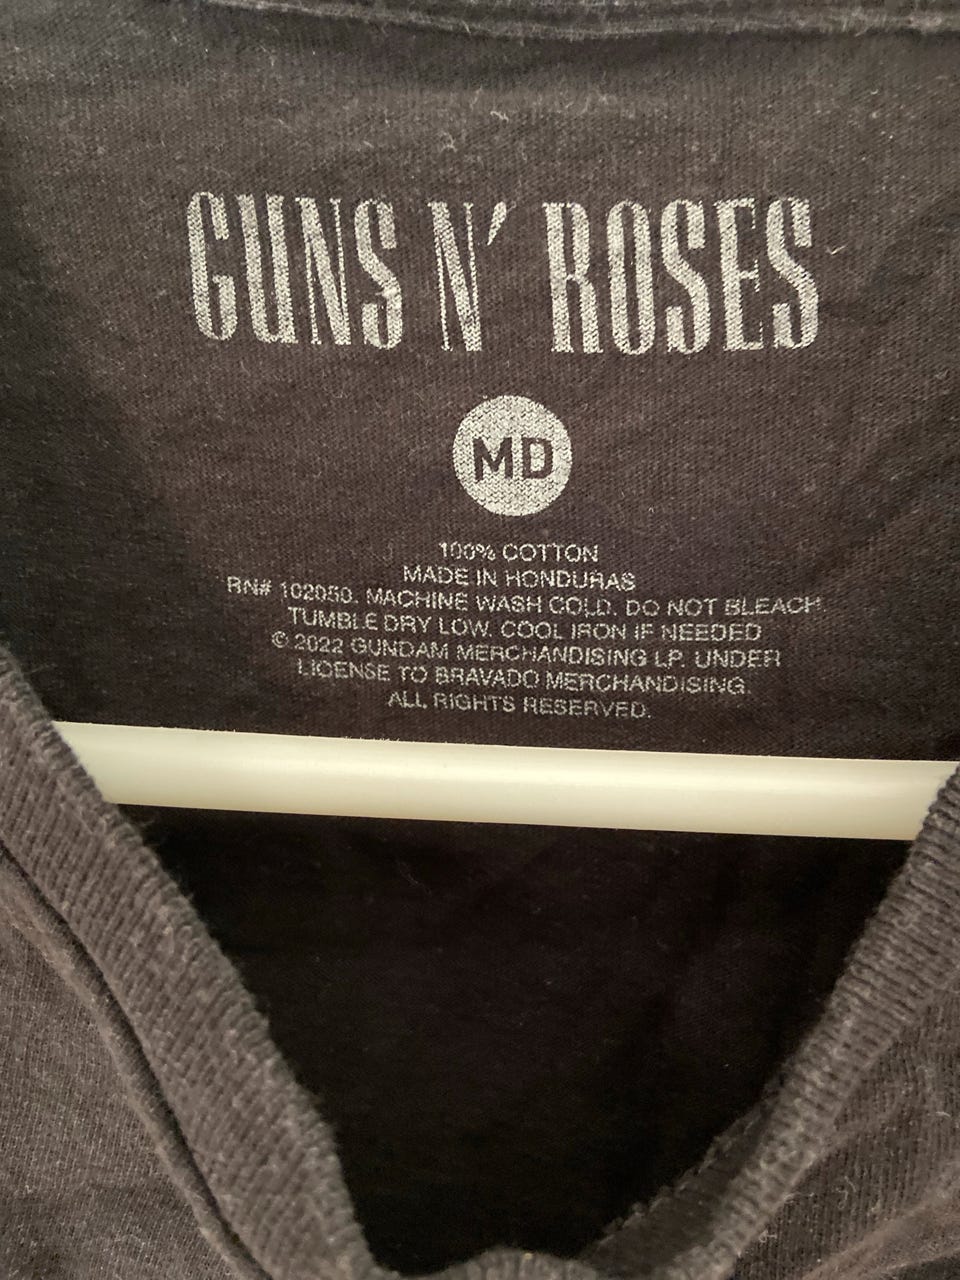 GUNS N' ROSES
MD
100% COTTON
MADE IN HONDURAS
RN# 102050. MACHINE WASH COLD. DO NOT BLEACH.
TUMBLE DRY LOW. COOL IRON IF NEEDED
© 2022 GUNDAM MERCHANDISING LP. UNDER
LICENSE TO BRAVADO MERCHANDISING.
ALL RIGHTS RESERVED.